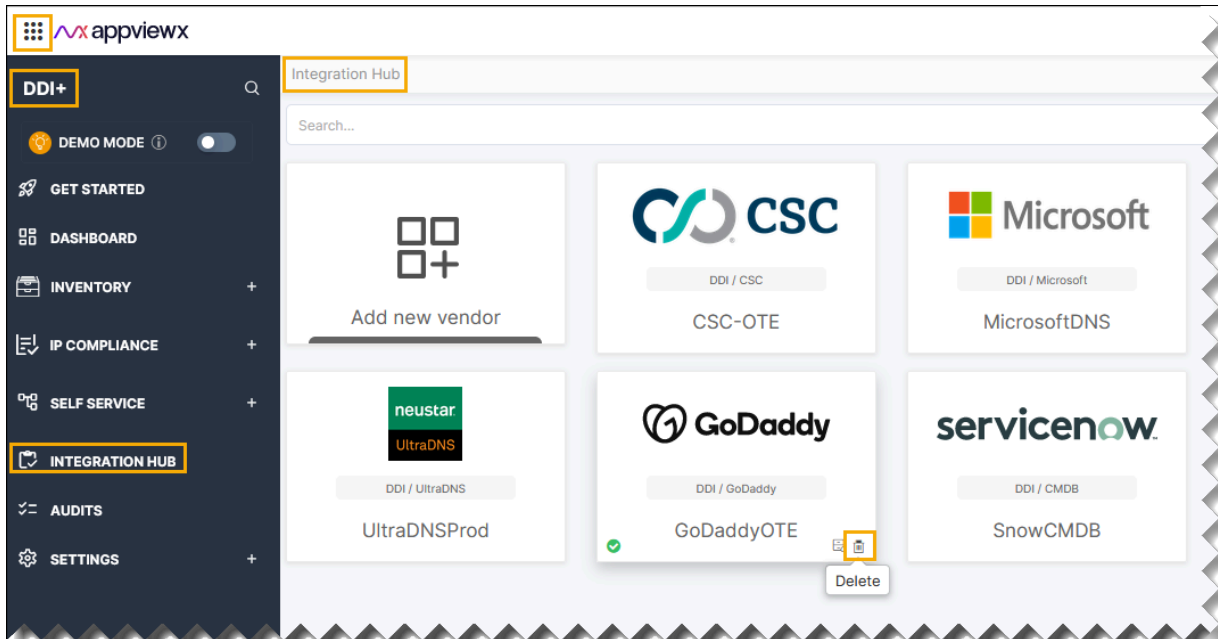 appviewx
DDI+
Integration Hub
DEMO MODE
Search...
GET STARTED
DASHBOARD
INVENTORY +
IP COMPLIANCE +
SELF SERVICE +
INTEGRATION HUB
AUDITS
SETTINGS +
Add new vendor
CSC
DDI / CSC
CSC-OTE
Microsoft
DDI / Microsoft
MicrosoftDNS
neustar
UltraDNS
DDI / UltraDNS
UltraDNSProd
GoDaddy
DDI / GoDaddy
GoDaddyOTE
Delete
servicenow.
DDI / CMDB
SnowCMDB